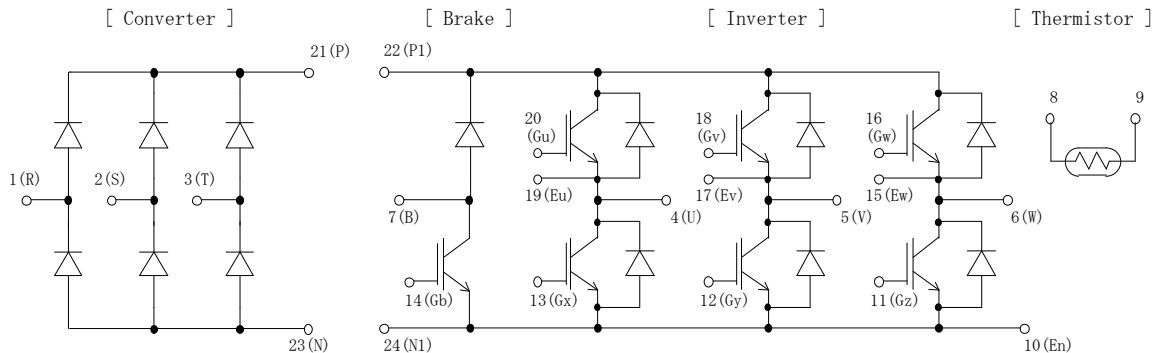 [ Converter ]
[ Brake ]
[ Inverter ]
[ Thermistor ]
21(P)
22(P1)
8
9
20
(Gu)
18
(Gv)
16
(Gw)
1(R)
2(S)
3(T)
19(Eu)
17(Ev)
15(Ew)
7(B)
4(U)
5(V)
6(W)
14(Gb)
13(Gx)
12(Gy)
11(Gz)
23(N)
24(N1)
10(En)